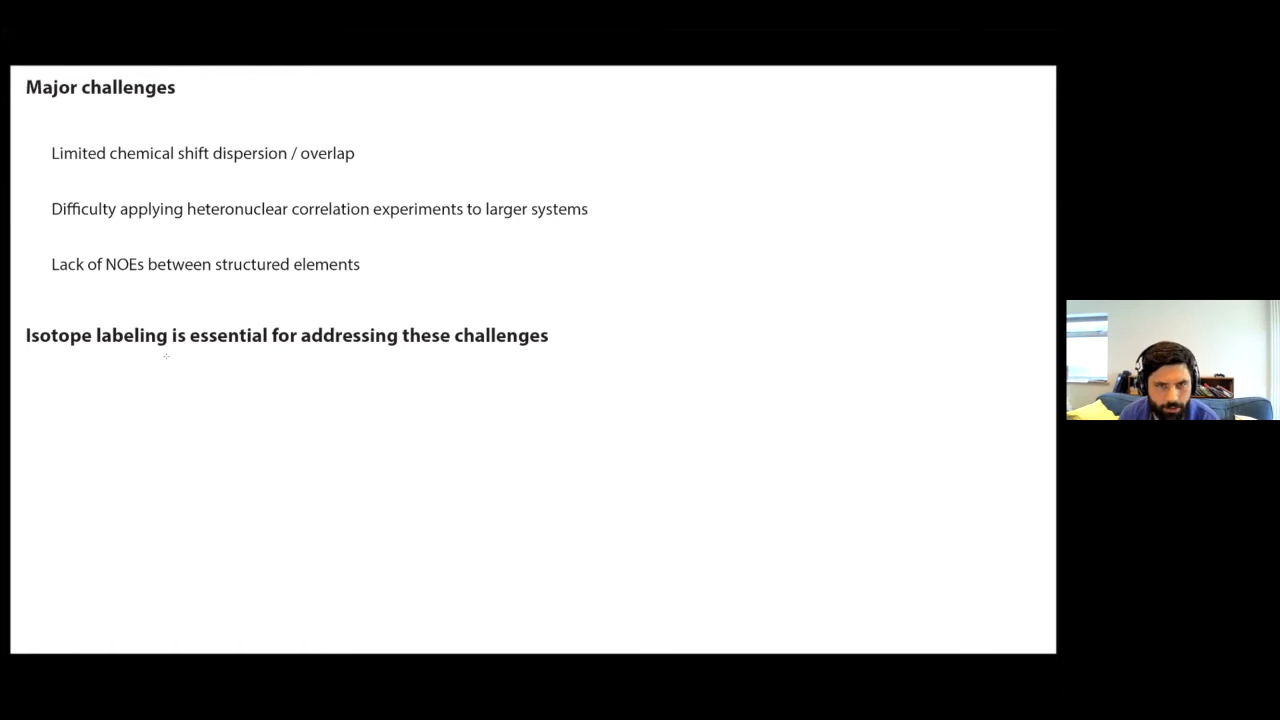 Major challenges
Limited chemical shift dispersion / overlap
Difficulty applying heteronuclear correlation experiments to larger systems
Lack of NOEs between structured elements
Isotope labeling is essential for addressing these challenges